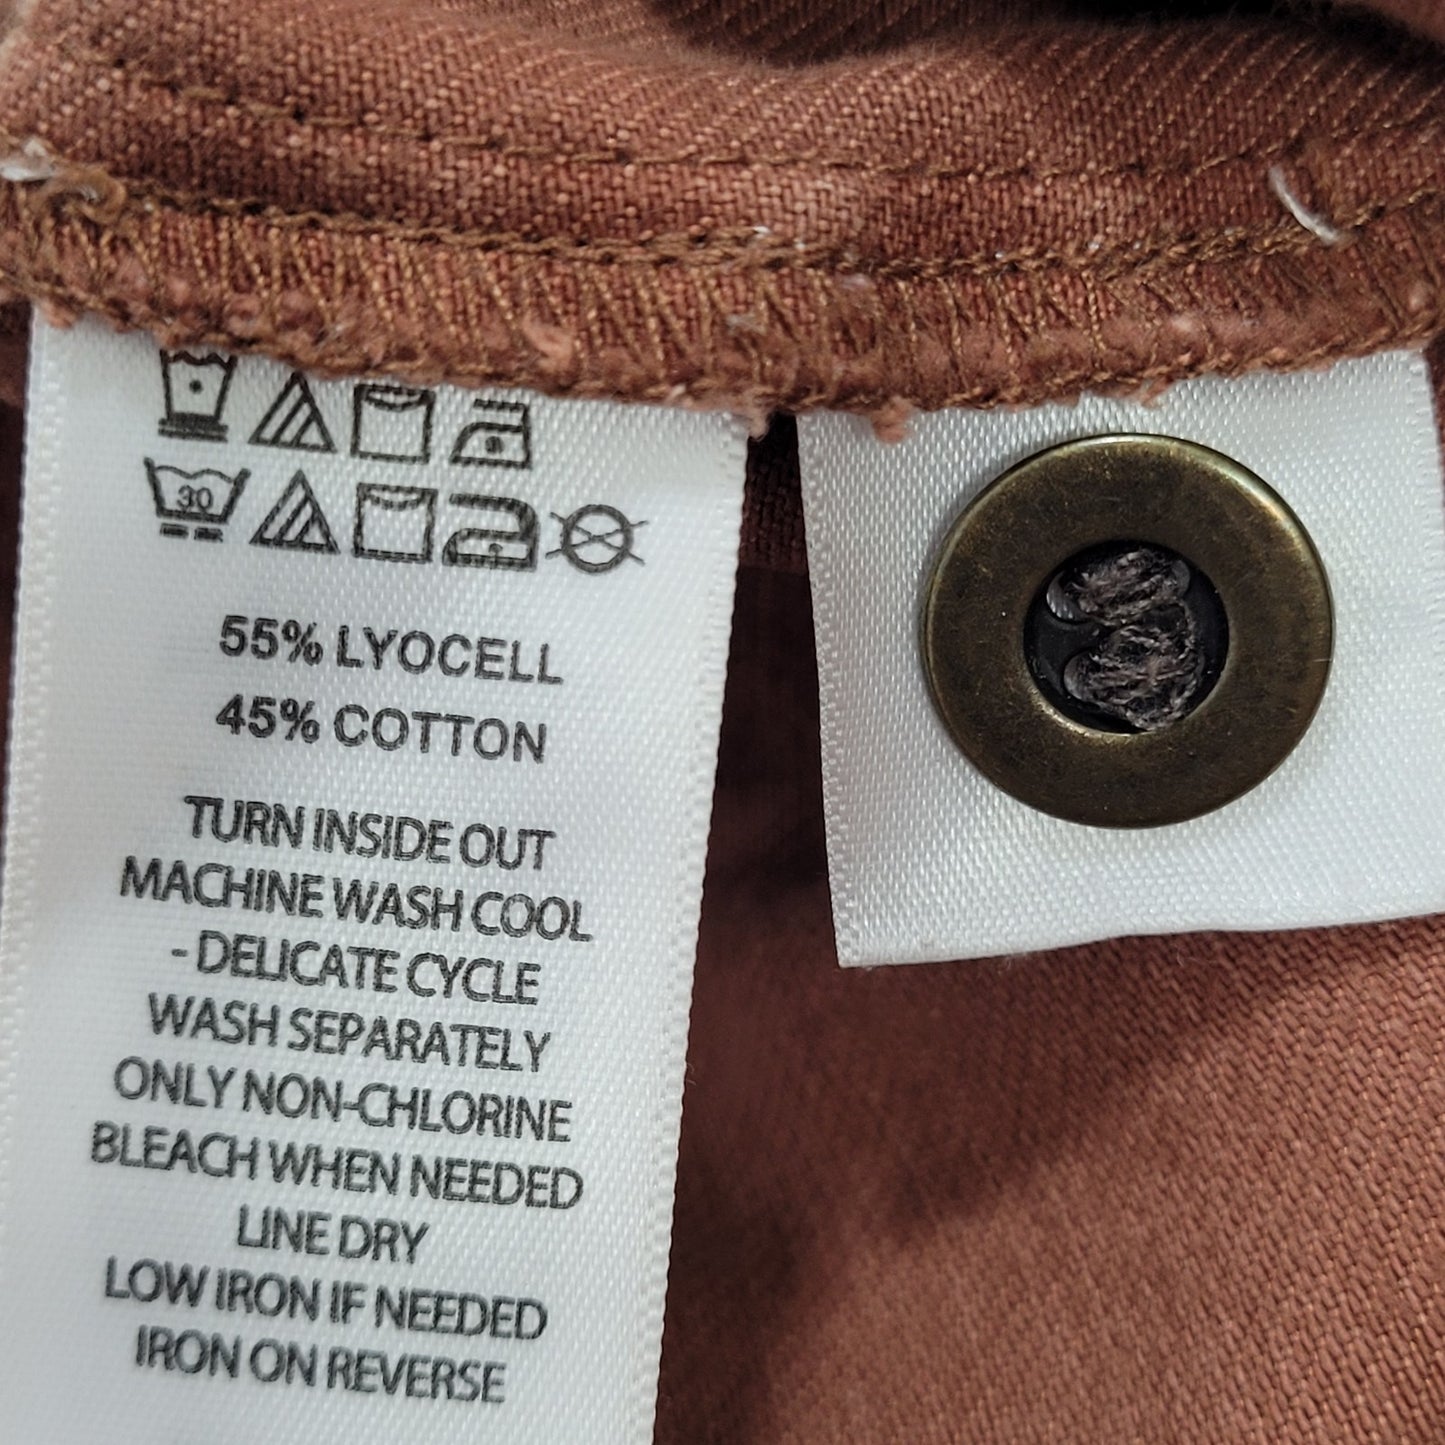 30
55% LYOCELL
45% COTTON
TURN INSIDE OUT
MACHINE WASH COOL
- DELICATE CYCLE
WASH SEPARATELY
ONLY NON-CHLORINE
BLEACH WHEN NEEDED
LINE DRY
LOW IRON IF NEEDED
IRON ON REVERSE